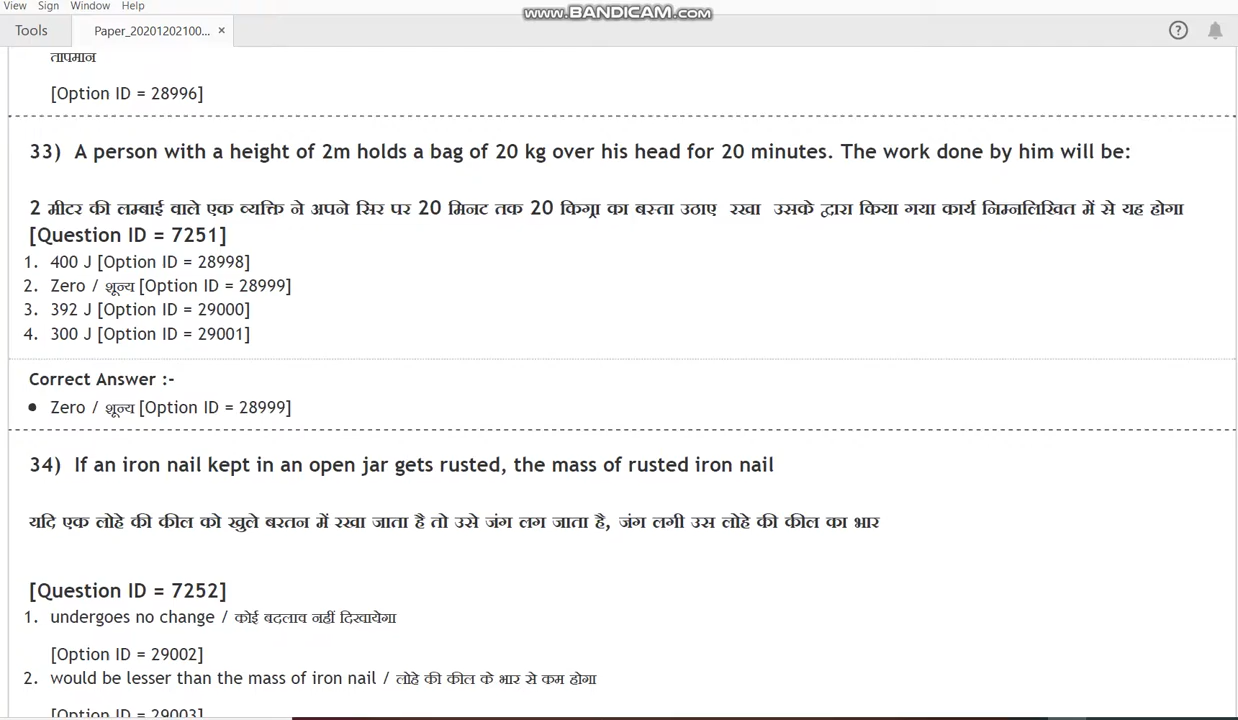 View Sign Window Help
www.BANDICAM.com
Tools Paper_20201202100... ×
तापमान
[Option ID = 28996]
33) A person with a height of 2m holds a bag of 20 kg over his head for 20 minutes. The work done by him will be:
2 मीटर की लम्बाई वाले एक व्यक्ति ने अपने सिर पर 20 मिनट तक 20 किग्रा का बस्ता उठाए रखा उसके द्वारा किया गया कार्य निम्नलिखित में से यह होगा
[Question ID = 7251]
1. 400 J [Option ID = 28998]
2. Zero / शून्य [Option ID = 28999]
3. 392 J [Option ID = 29000]
4. 300 J [Option ID = 29001]
Correct Answer :-
• Zero / शून्य [Option ID = 28999]
34) If an iron nail kept in an open jar gets rusted, the mass of rusted iron nail
यदि एक लोहे की कील को खुले बरतन में रखा जाता है तो उसे जंग लग जाता है, जंग लगी उस लोहे की कील का भार
[Question ID = 7252]
1. undergoes no change / कोई बदलाव नहीं दिखायेगा
[Option ID = 29002]
2. would be lesser than the mass of iron nail / लोहे की कील के भार से कम होगा
[Option ID = 29003]